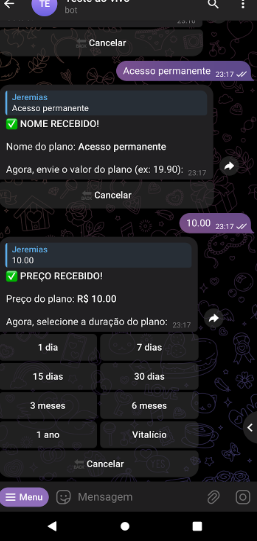 TE
bot
Cancelar
Acesso permanente 23:17
Jeremias
Acesso permanente
NOME RECEBIDO!
Nome do plano: Acesso permanente
Agora, envie o valor do plano (ex: 19.90): 23:17
Cancelar
10.00 23:17
Jeremias
10.00
PREÇO RECEBIDO!
Preço do plano: R$ 10.00
Agora, selecione a duração do plano: 23:17
1 dia
7 dias
15 dias
30 dias
3 meses
6 meses
1 ano
Vitalício
Cancelar
Menu
Mensagem